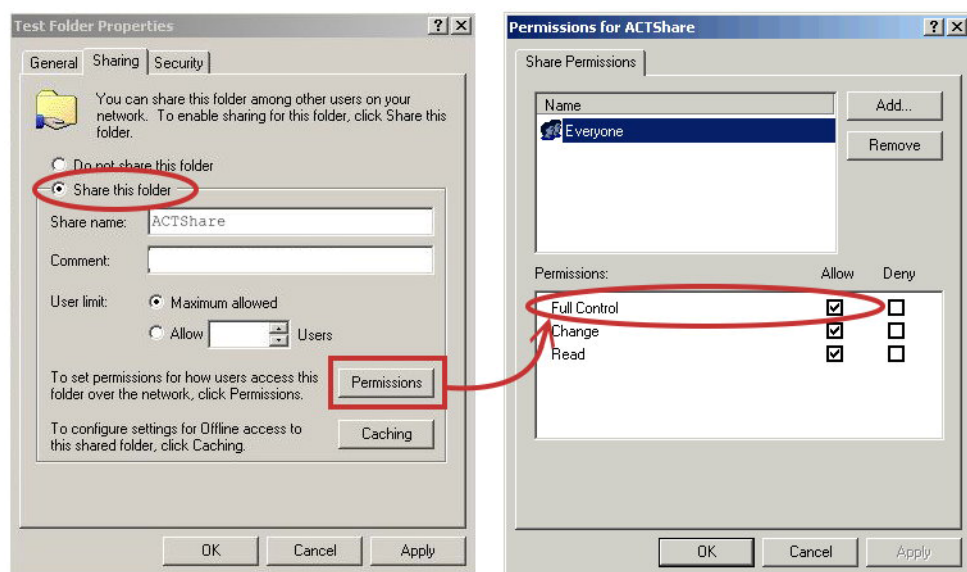 Test Folder Properties
General Sharing Security
You can share this folder among other users on your
network. To enable sharing for this folder, click Share this
folder.
Do not share this folder
Share this folder
Share name: ACTShare
Comment:
User limit: Maximum allowed
Allow Users
To set permissions for how users access this
folder over the network, click Permissions.
Permissions
To configure settings for Offline access to
this shared folder, click Caching.
Caching
OK Cancel Apply
Permissions for ACTShare
Share Permissions
Name
Everyone
Add...
Remove
Permissions: Allow Deny
Full Control
Change
Read
OK Cancel Apply